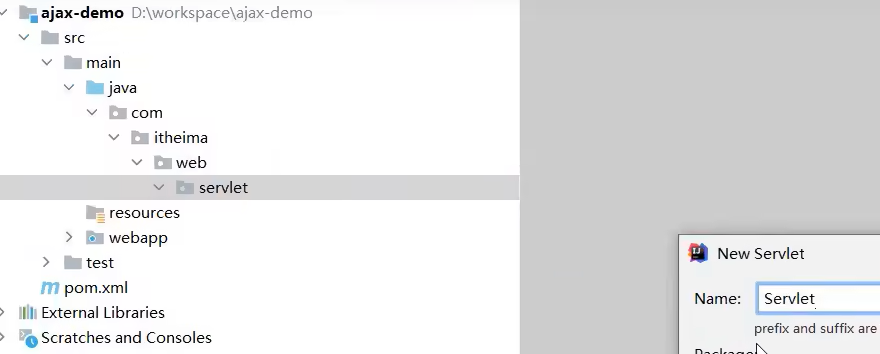 ajax-demo D:\workspace\ajax-demo
src
main
java
com
itheima
web
servlet
resources
webapp
test
pom.xml
External Libraries
Scratches and Consoles
New Servlet
Name: Servlet
prefix and suffix are
Package